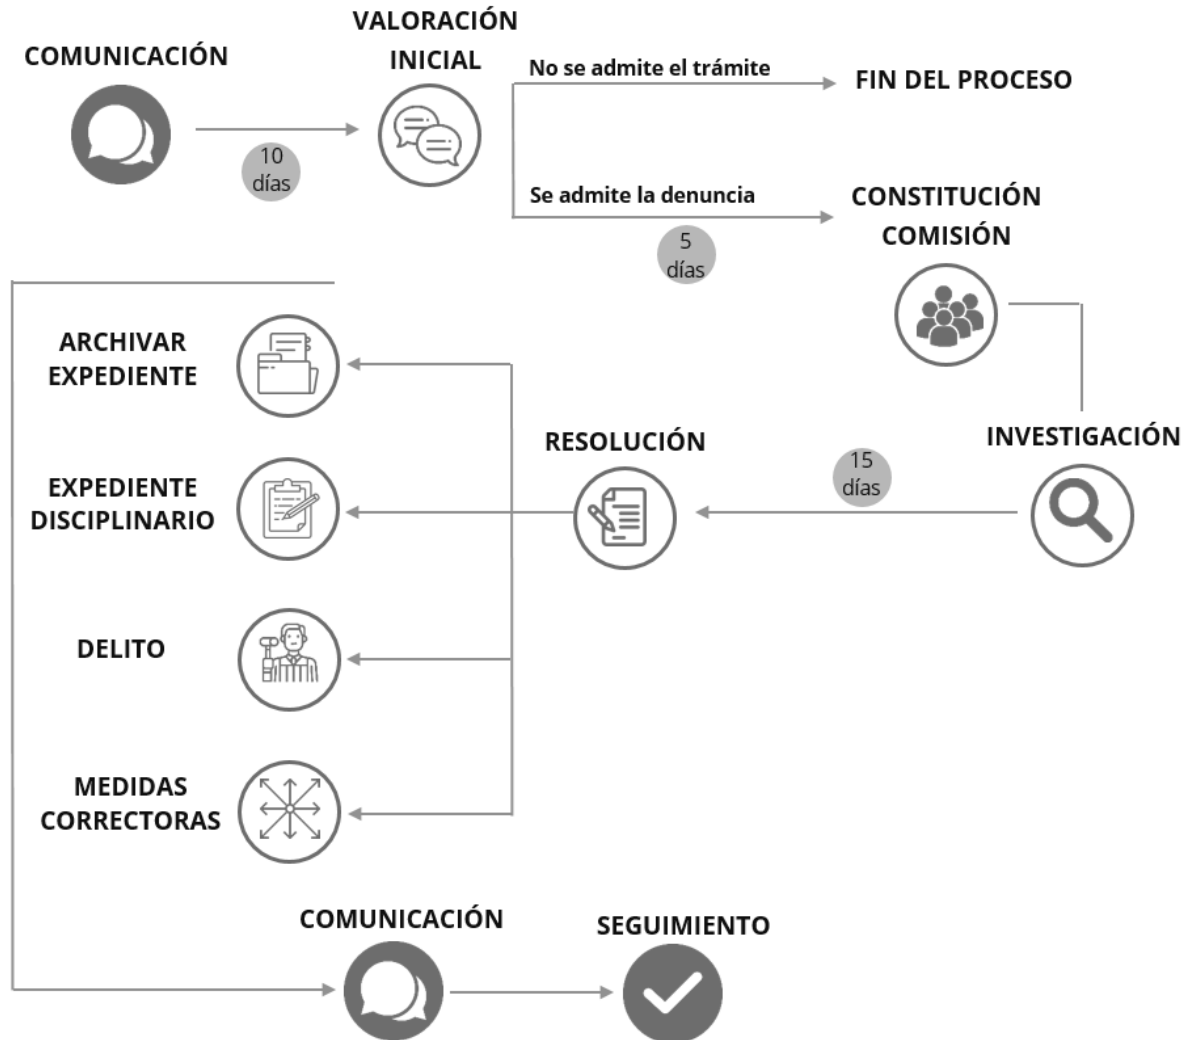 COMUNICACIÓN
VALORACIÓN
INICIAL
10
días
No se admite el trámite
FIN DEL PROCESO
Se admite la denuncia
5
días
CONSTITUCIÓN
COMISIÓN
INVESTIGACIÓN
15
días
RESOLUCIÓN
ARCHIVAR
EXPEDIENTE
EXPEDIENTE
DISCIPLINARIO
DELITO
MEDIDAS
CORRECTORAS
COMUNICACIÓN
SEGUIMIENTO